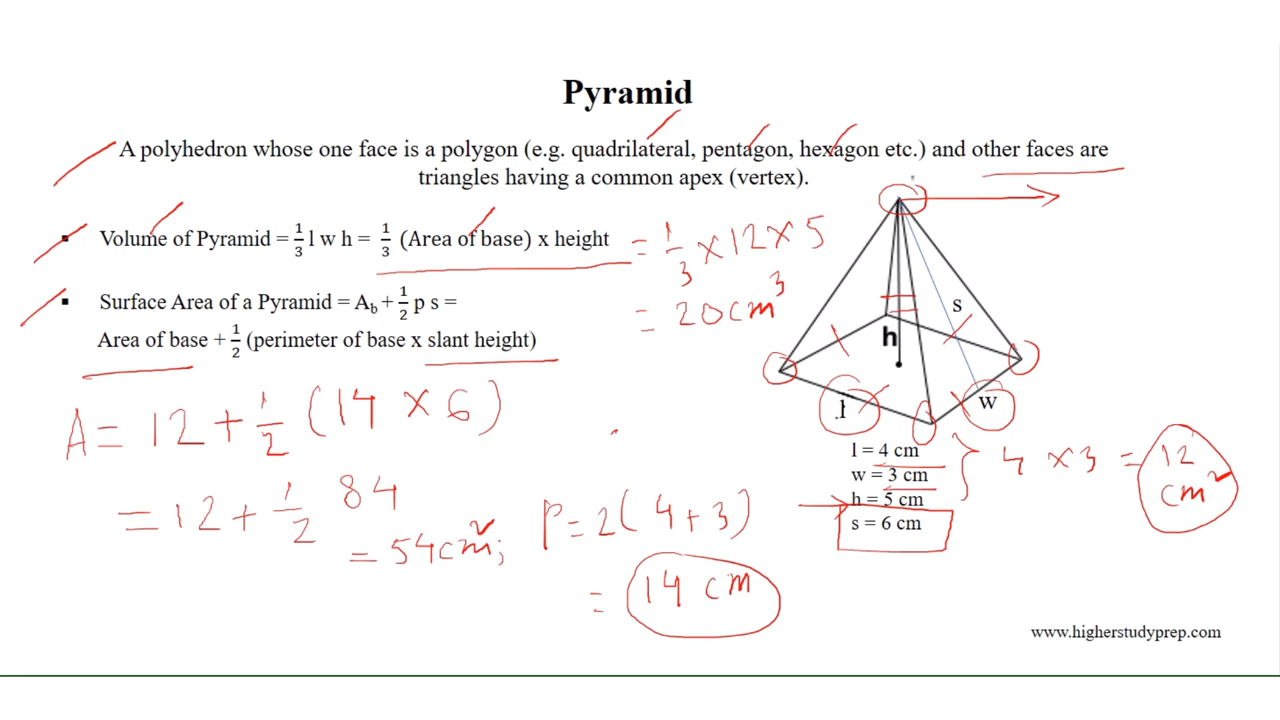 Pyramid
A polyhedron whose one face is a polygon (e.g. quadrilateral, pentagon, hexagon etc.) and other faces are
triangles having a common apex (vertex).
▪ Volume of Pyramid = 1/3 l w h = 1/3 (Area of base) x height = 1/3 × 12 × 5
= 20 cm³
▪ Surface Area of a Pyramid = A_b + 1/2 p s =
Area of base + 1/2 (perimeter of base x slant height)
s
h
l
w
A = 12 + 1/2 (14 × 6)
= 12 + 1/2 84
= 54 cm²;
P = 2(4+3)
= 14 cm
l = 4 cm
w = 3 cm
h = 5 cm
s = 6 cm
4 × 3 = 12 cm²
www.higherstudyprep.com